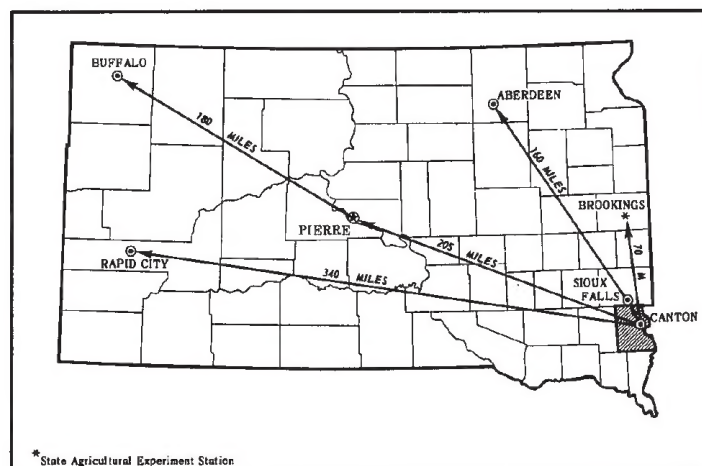 BUFFALO
ABERDEEN
180 MILES
160 MILES
BROOKINGS
*
PIERRE
205 MILES
70 M
RAPID CITY
340 MILES
SIOUX
FALLS
CANTON
*State Agricultural Experiment Station